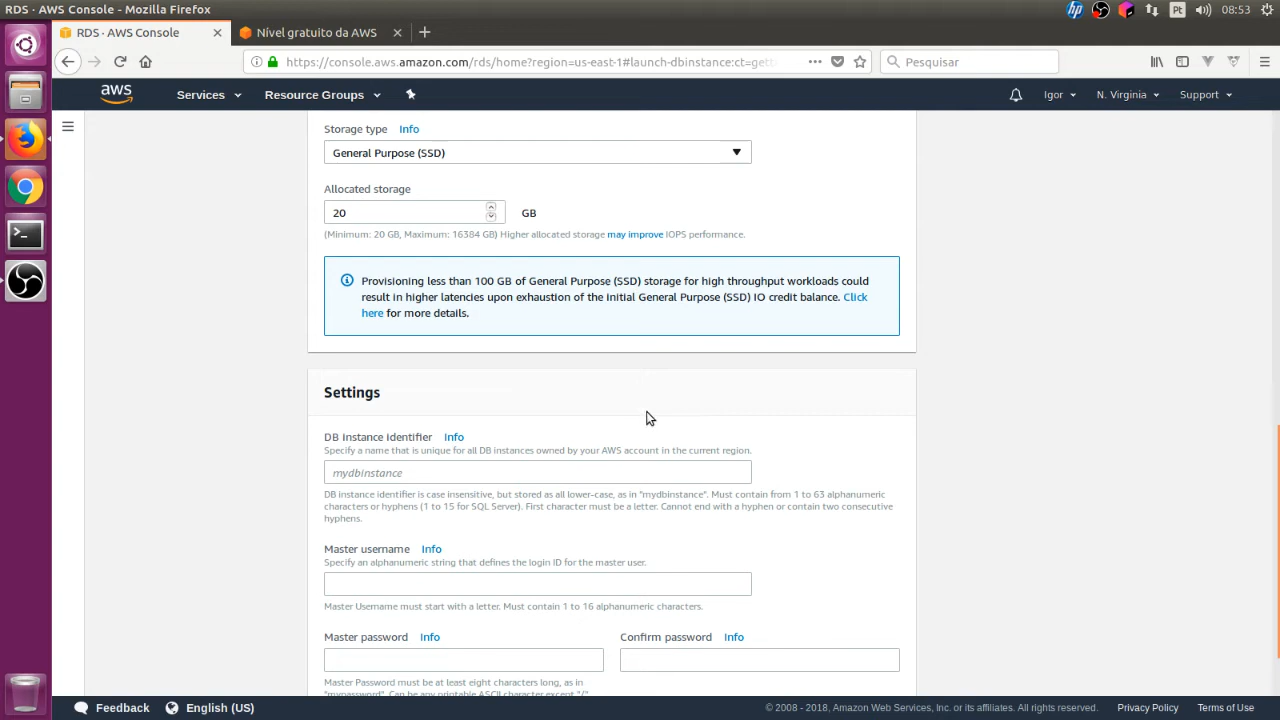 RDS · AWS Console - Mozilla Firefox
Pt
08:53
RDS · AWS Console
Nível gratuito da AWS
https://console.aws.amazon.com/rds/home?region=us-east-1#launch-dbinstance:ct=gett
Pesquisar
aws
Services
Resource Groups
Igor
N. Virginia
Support
Storage type Info
General Purpose (SSD)
Allocated storage
20
GB
(Minimum: 20 GB, Maximum: 16384 GB) Higher allocated storage may improve IOPS performance.
Provisioning less than 100 GB of General Purpose (SSD) storage for high throughput workloads could
result in higher latencies upon exhaustion of the initial General Purpose (SSD) IO credit balance. Click
here for more details.
Settings
DB instance identifier Info
Specify a name that is unique for all DB instances owned by your AWS account in the current region.
mydbinstance
DB instance identifier is case insensitive, but stored as all lower-case, as in "mydbinstance". Must contain from 1 to 63 alphanumeric
characters or hyphens (1 to 15 for SQL Server). First character must be a letter. Cannot end with a hyphen or contain two consecutive
hyphens.
Master username Info
Specify an alphanumeric string that defines the login ID for the master user.
Master Username must start with a letter. Must contain 1 to 16 alphanumeric characters.
Master password Info
Confirm password Info
Master Password must be at least eight characters long, as in
"mypassword". Can be any printable ASCII character except "/",
Feedback
English (US)
© 2008 - 2018, Amazon Web Services, Inc. or its affiliates. All rights reserved.
Privacy Policy
Terms of Use